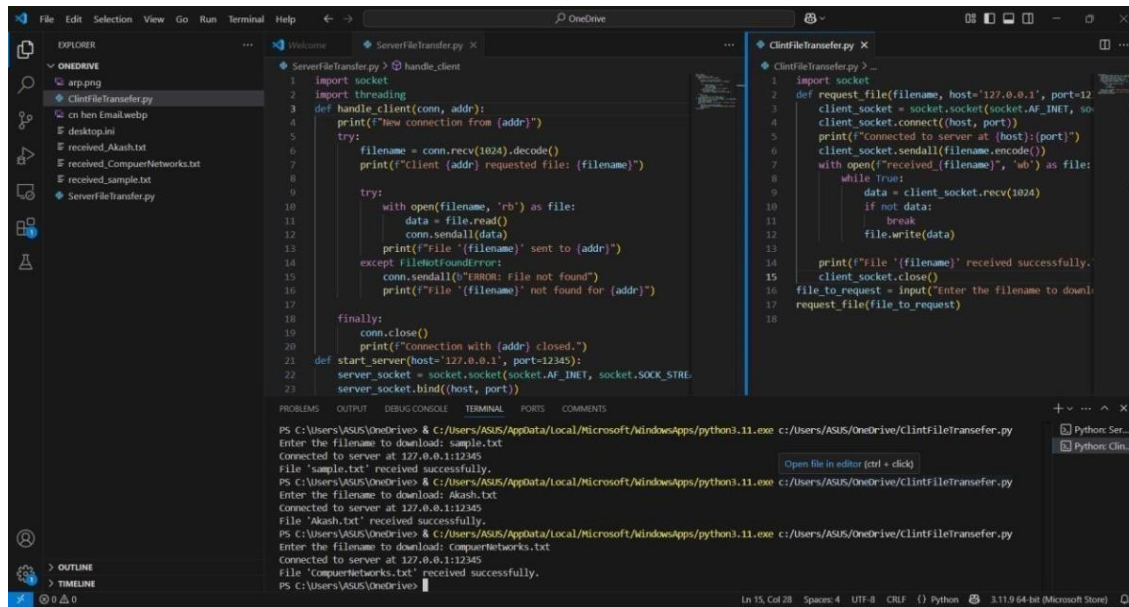 File Edit Selection View Go Run Terminal Help
OneDrive
EXPLORER
ONEDRIVE
arp.png
ClintFileTransefer.py
cn hen Email.webp
desktop.ini
received_Akash.txt
received_CompuerNetworks.txt
received_sample.txt
ServerFileTransfer.py
OUTLINE
TIMELINE
Welcome
ServerFileTransfer.py
ServerFileTransfer.py > handle_client
1 import socket
2 import threading
3 def handle_client(conn, addr):
4 print(f"New connection from {addr}")
5 try:
6 filename = conn.recv(1024).decode()
7 print(f"Client {addr} requested file: {filename}")
8
9 try:
10 with open(filename, 'rb') as file:
11 data = file.read()
12 conn.sendall(data)
13 print(f"File '{filename}' sent to {addr}")
14 except FileNotFoundError:
15 conn.sendall(b"ERROR: File not found")
16 print(f"File '{filename}' not found for {addr}")
17
18 finally:
19 conn.close()
20 print(f"Connection with {addr} closed.")
21 def start_server(host='127.0.0.1', port=12345):
22 server_socket = socket.socket(socket.AF_INET, socket.SOCK_STRE
23 server_socket.bind((host, port))
ClintFileTransefer.py
ClintFileTransefer.py > ...
1 import socket
2 def request_file(filename, host='127.0.0.1', port=12
3 client_socket = socket.socket(socket.AF_INET, so
4 client_socket.connect((host, port))
5 print(f"Connected to server at {host}:{port}")
6 client_socket.sendall(filename.encode())
7 with open(f"received_{filename}", 'wb') as file:
8 while True:
9 data = client_socket.recv(1024)
10 if not data:
11 break
12 file.write(data)
13
14 print(f"File '{filename}' received successfully.
15 client_socket.close()
16 file_to_request = input("Enter the filename to downl
17 request_file(file_to_request)
18
PROBLEMS OUTPUT DEBUG CONSOLE TERMINAL PORTS COMMENTS
PS C:\Users\ASUS\OneDrive> & C:/Users/ASUS/AppData/Local/Microsoft/WindowsApps/python3.11.exe c:/Users/ASUS/OneDrive/ClintFileTransefer.py
Enter the filename to download: sample.txt
Connected to server at 127.0.0.1:12345
File 'sample.txt' received successfully.
PS C:\Users\ASUS\OneDrive> & C:/Users/ASUS/AppData/Local/Microsoft/WindowsApps/python3.11.exe c:/Users/ASUS/OneDrive/ClintFileTransefer.py
Enter the filename to download: Akash.txt
Connected to server at 127.0.0.1:12345
File 'Akash.txt' received successfully.
PS C:\Users\ASUS\OneDrive> & C:/Users/ASUS/AppData/Local/Microsoft/WindowsApps/python3.11.exe c:/Users/ASUS/OneDrive/ClintFileTransefer.py
Enter the filename to download: CompuerNetworks.txt
Connected to server at 127.0.0.1:12345
File 'CompuerNetworks.txt' received successfully.
PS C:\Users\ASUS\OneDrive>
Open file in editor (ctrl + click)
Python: Ser...
Python: Clin...
0 0 0
Ln 15, Col 28 Spaces: 4 UTF-8 CRLF {} Python 3.11.9 64-bit (Microsoft Store)